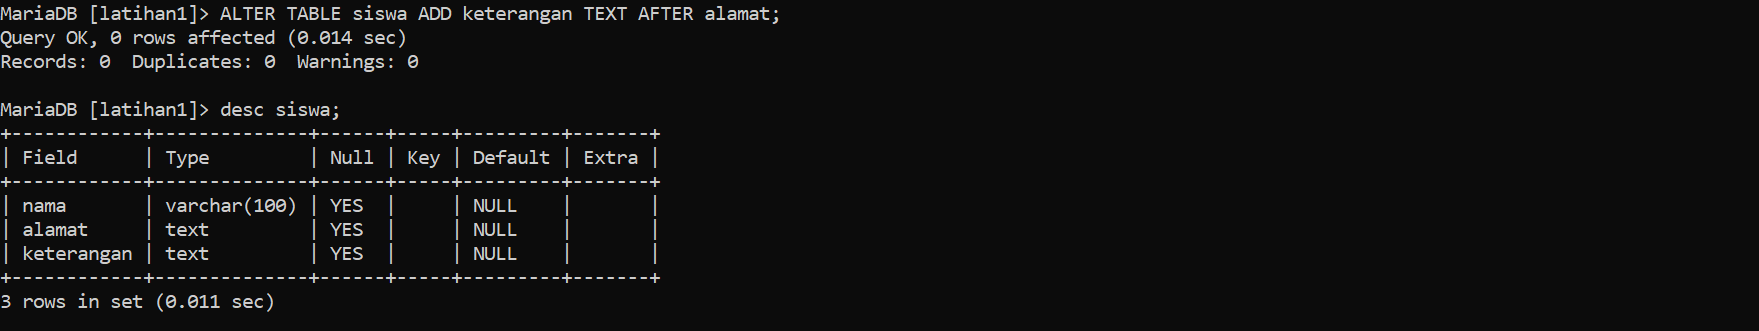 MariaDB [latihan1]> ALTER TABLE siswa ADD keterangan TEXT AFTER alamat;
Query OK, 0 rows affected (0.014 sec)
Records: 0  Duplicates: 0  Warnings: 0

MariaDB [latihan1]> desc siswa;
+------------+--------------+------+-----+---------+-------+
| Field      | Type         | Null | Key | Default | Extra |
+------------+--------------+------+-----+---------+-------+
| nama       | varchar(100) | YES  |     | NULL    |       |
| alamat     | text         | YES  |     | NULL    |       |
| keterangan | text         | YES  |     | NULL    |       |
+------------+--------------+------+-----+---------+-------+
3 rows in set (0.011 sec)